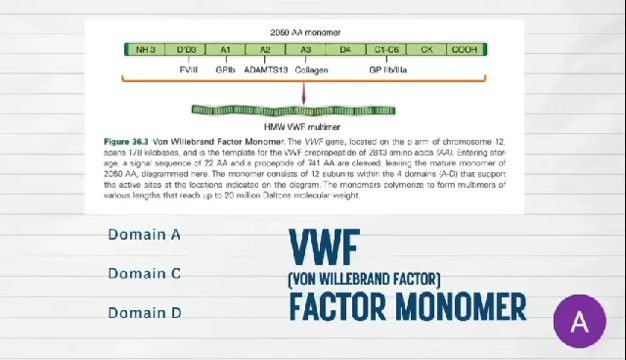 2050 AA monomer
NH 3 D'D3 A1 A2 A3 D4 C1-C6 CK COOH
FVIII GPIb ADAMTS13 Collagen GP IIb/IIIa
HMW VWF multimer
Figure 36.3 Von Willebrand Factor Monomer. The VWF gene, located on the p arm of chromosome 12,
spans 178 kilobases, and is the template for the VWF prepropeptide of 2813 amino acids (AA). Entering stor
age, a signal sequence of 22 AA and a propeptide of 741 AA are cleaved, leaving the mature monomer of
2050 AA, diagrammed here. The monomer consists of 12 subunits within the 4 domains (A-D) that support
the active sites at the locations indicated on the diagram. The monomers polymerize to form multimers of
various lengths that reach up to 20 million Daltons molecular weight.
Domain A
Domain C
Domain D
VWF
(VON WILLEBRAND FACTOR)
FACTOR MONOMER
A